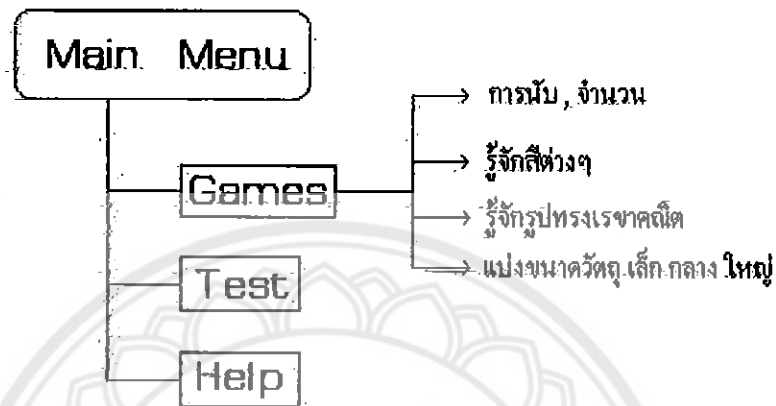 Main Menu
การนับ , จำนวน
รู้จักสีต่างๆ
Games
รู้จักรูปทรงเรขาคณิต
แบ่งขนาดวัตถุ เล็ก กลาง ใหญ่
Test
Help